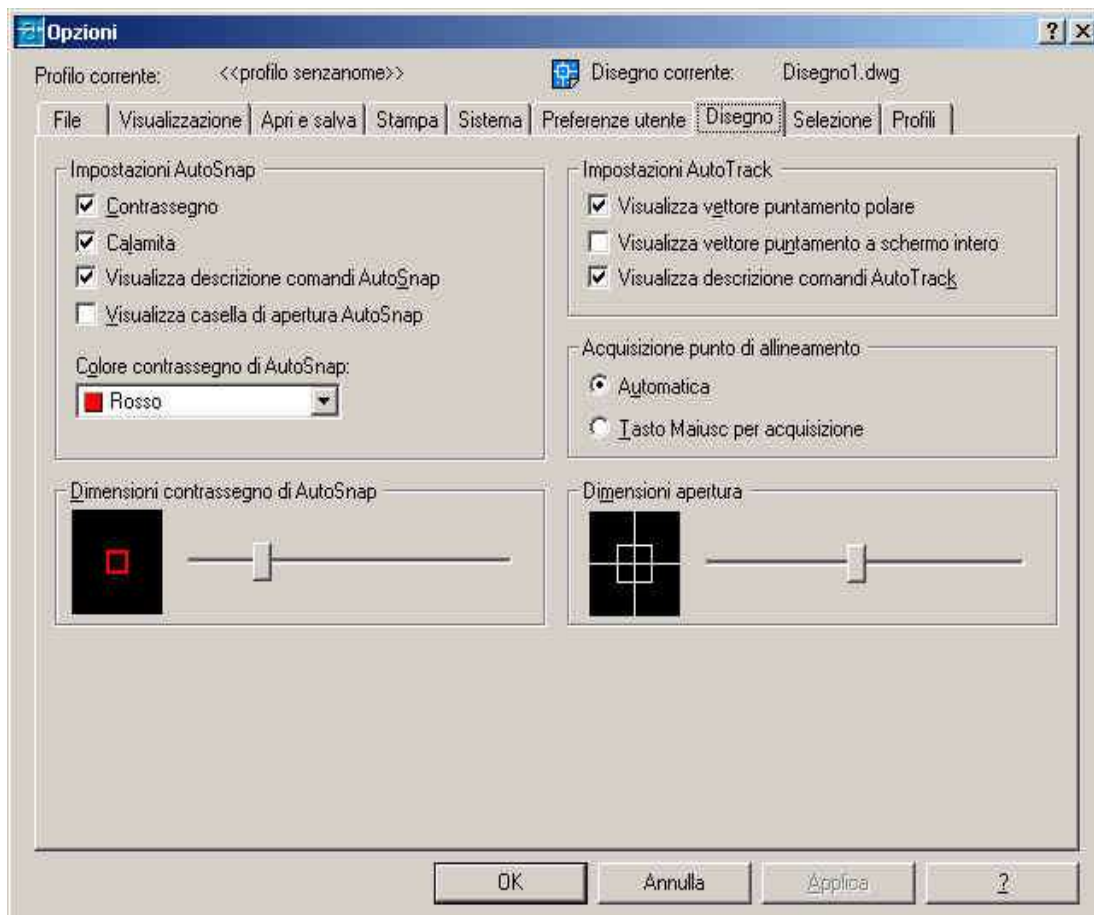 Opzioni
Profilo corrente: <<profilo senzanome>> Disegno corrente: Disegno1.dwg
File Visualizzazione Apri e salva Stampa Sistema Preferenze utente Disegno Selezione Profili
Impostazioni AutoSnap
Contrassegno
Calamita
Visualizza descrizione comandi AutoSnap
Visualizza casella di apertura AutoSnap
Colore contrassegno di AutoSnap:
Rosso
Impostazioni AutoTrack
Visualizza vettore puntamento polare
Visualizza vettore puntamento a schermo intero
Visualizza descrizione comandi AutoTrack
Acquisizione punto di allineamento
Automatica
Tasto Maiusc per acquisizione
Dimensioni contrassegno di AutoSnap
Dimensioni apertura
OK Annulla Applica ?